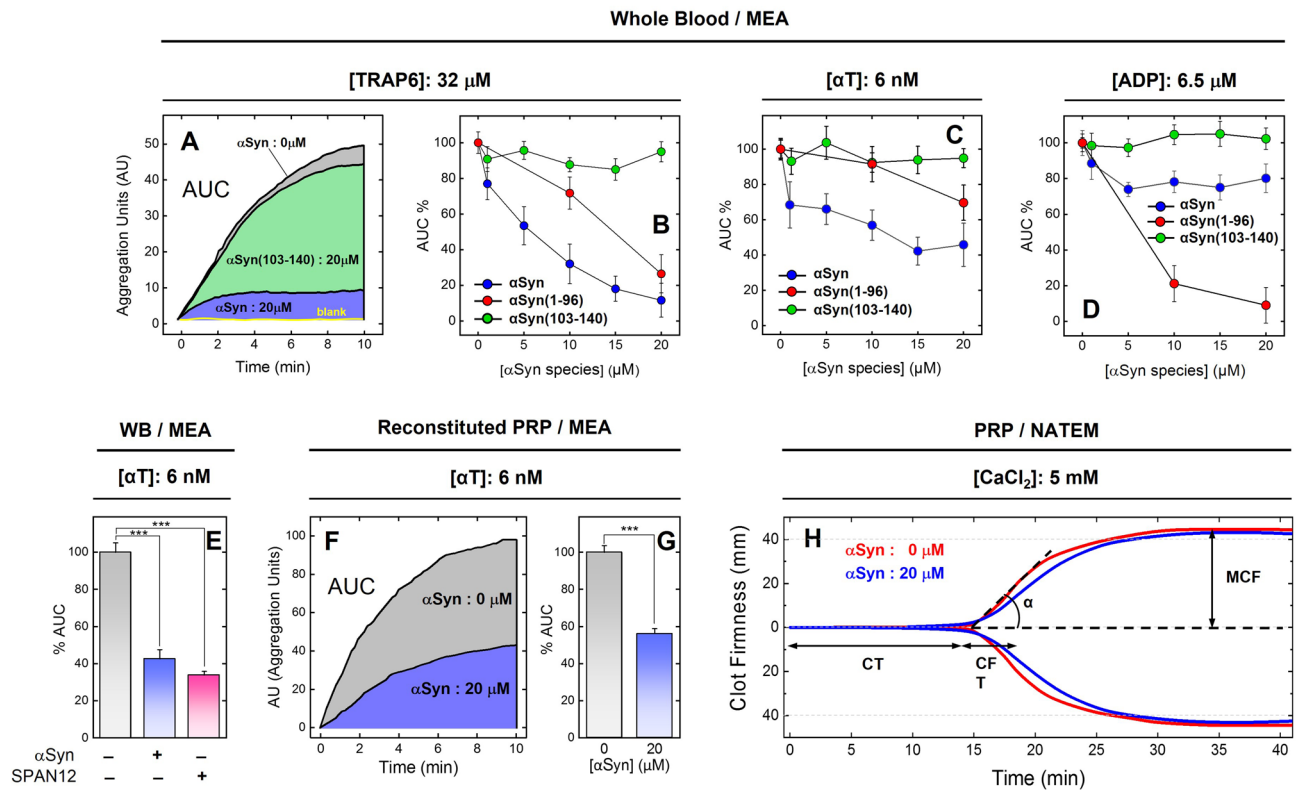 Whole Blood / MEA
[TRAP6]: 32 μM
[αT]: 6 nM
[ADP]: 6.5 μM
A
αSyn : 0μM
AUC
αSyn(103-140) : 20μM
αSyn : 20μM
blank
Aggregation Units (AU)
50
40
30
20
10
0
0 2 4 6 8 10
Time (min)
B
AUC %
120
100
80
60
40
20
0
αSyn
αSyn(1-96)
αSyn(103-140)
0 5 10 15 20
[αSyn species] (μM)
C
AUC %
120
100
80
60
40
20
0
αSyn
αSyn(1-96)
αSyn(103-140)
0 5 10 15 20
[αSyn species] (μM)
D
AUC %
120
100
80
60
40
20
0
αSyn
αSyn(1-96)
αSyn(103-140)
0 5 10 15 20
[αSyn species] (μM)
WB / MEA
[αT]: 6 nM
E
***
***
% AUC
100
80
60
40
20
0
αSyn – + –
SPAN12 – – +
Reconstituted PRP / MEA
[αT]: 6 nM
F
AUC
αSyn : 0 μM
αSyn : 20 μM
AU (Aggregation Units)
100
80
60
40
20
0
0 2 4 6 8 10
Time (min)
G
***
% AUC
100
80
60
40
20
0
0 20
[αSyn] (μM)
PRP / NATEM
[CaCl₂]: 5 mM
H
αSyn : 0 μM
αSyn : 20 μM
α
MCF
CT
CF
T
Clot Firmness (mm)
40
20
0
20
40
0 5 10 15 20 25 30 35 40
Time (min)